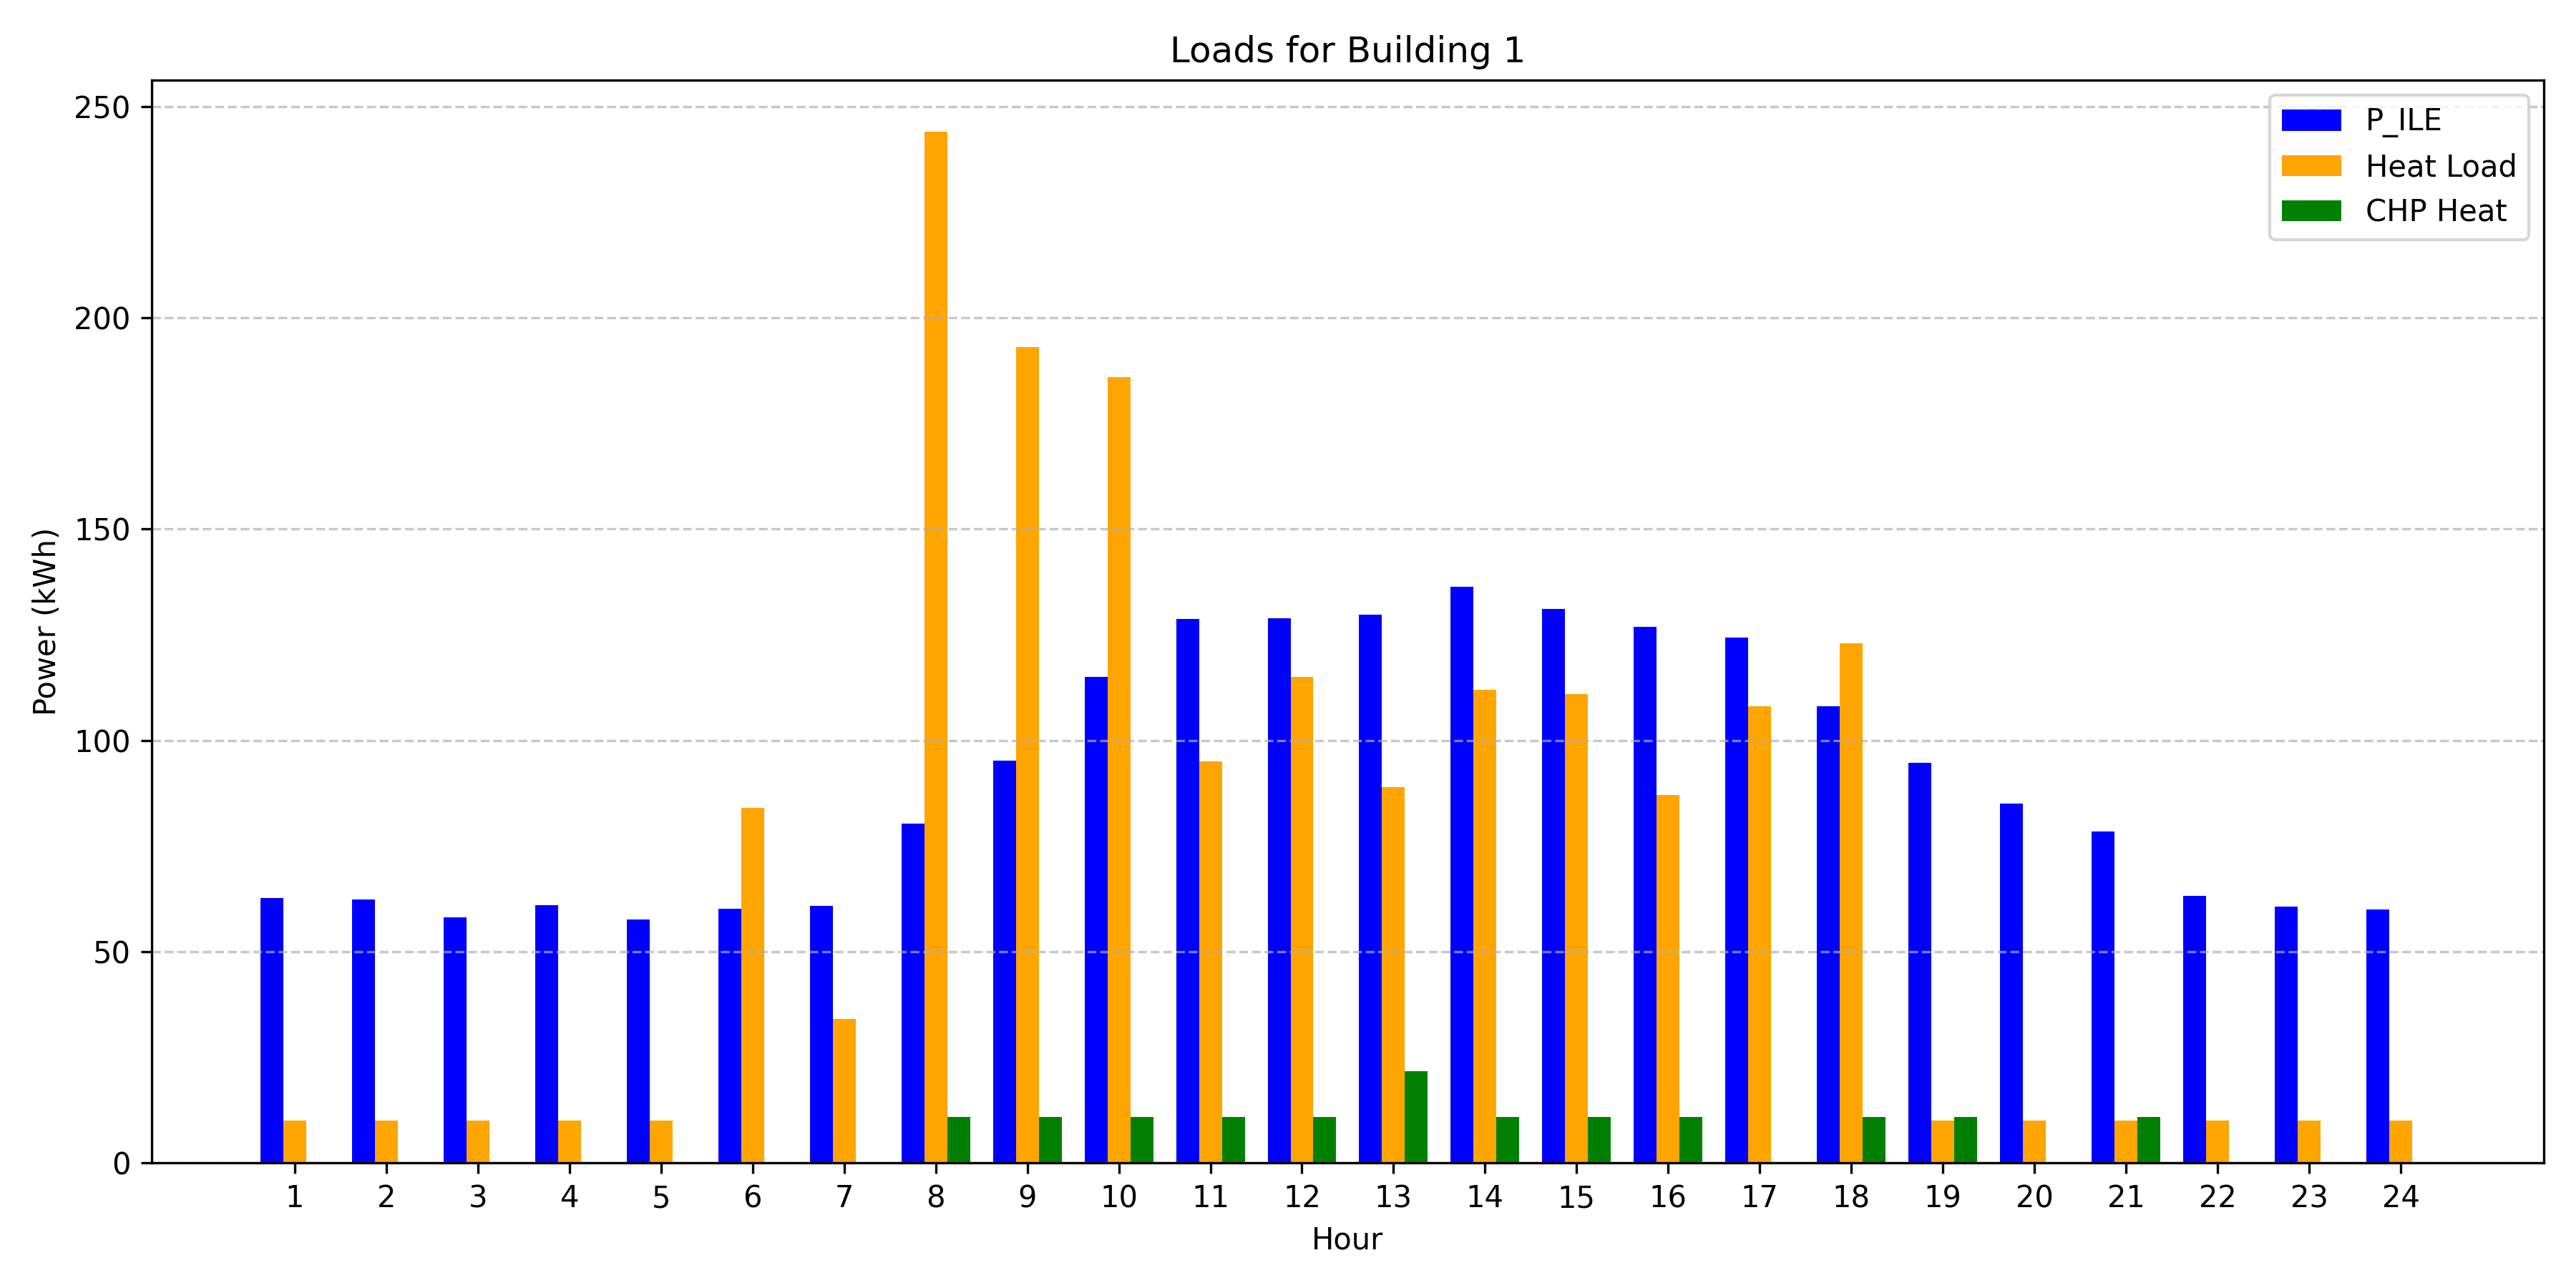 Loads for Building 1
250
200
150
100
50
0
Power (kWh)
P_ILE
Heat Load
CHP Heat
1 2 3 4 5 6 7 8 9 10 11 12 13 14 15 16 17 18 19 20 21 22 23 24
Hour